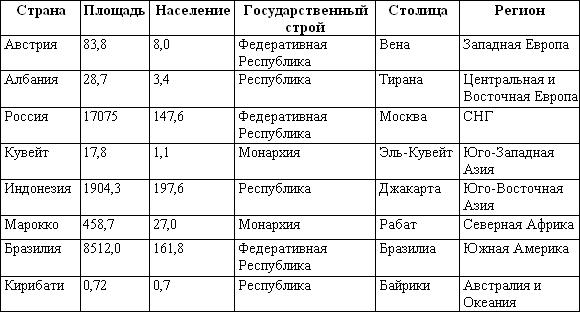 Страна Площадь Население Государственный строй Столица Регион
Австрия 83,8 8,0 Федеративная Республика Вена Западная Европа
Албания 28,7 3,4 Республика Тирана Центральная и Восточная Европа
Россия 17075 147,6 Федеративная Республика Москва СНГ
Кувейт 17,8 1,1 Монархия Эль-Кувейт Юго-Западная Азия
Индонезия 1904,3 197,6 Республика Джакарта Юго-Восточная Азия
Марокко 458,7 27,0 Монархия Рабат Северная Африка
Бразилия 8512,0 161,8 Федеративная Республика Бразилиа Южная Америка
Кирибати 0,72 0,7 Республика Байрики Австралия и Океания